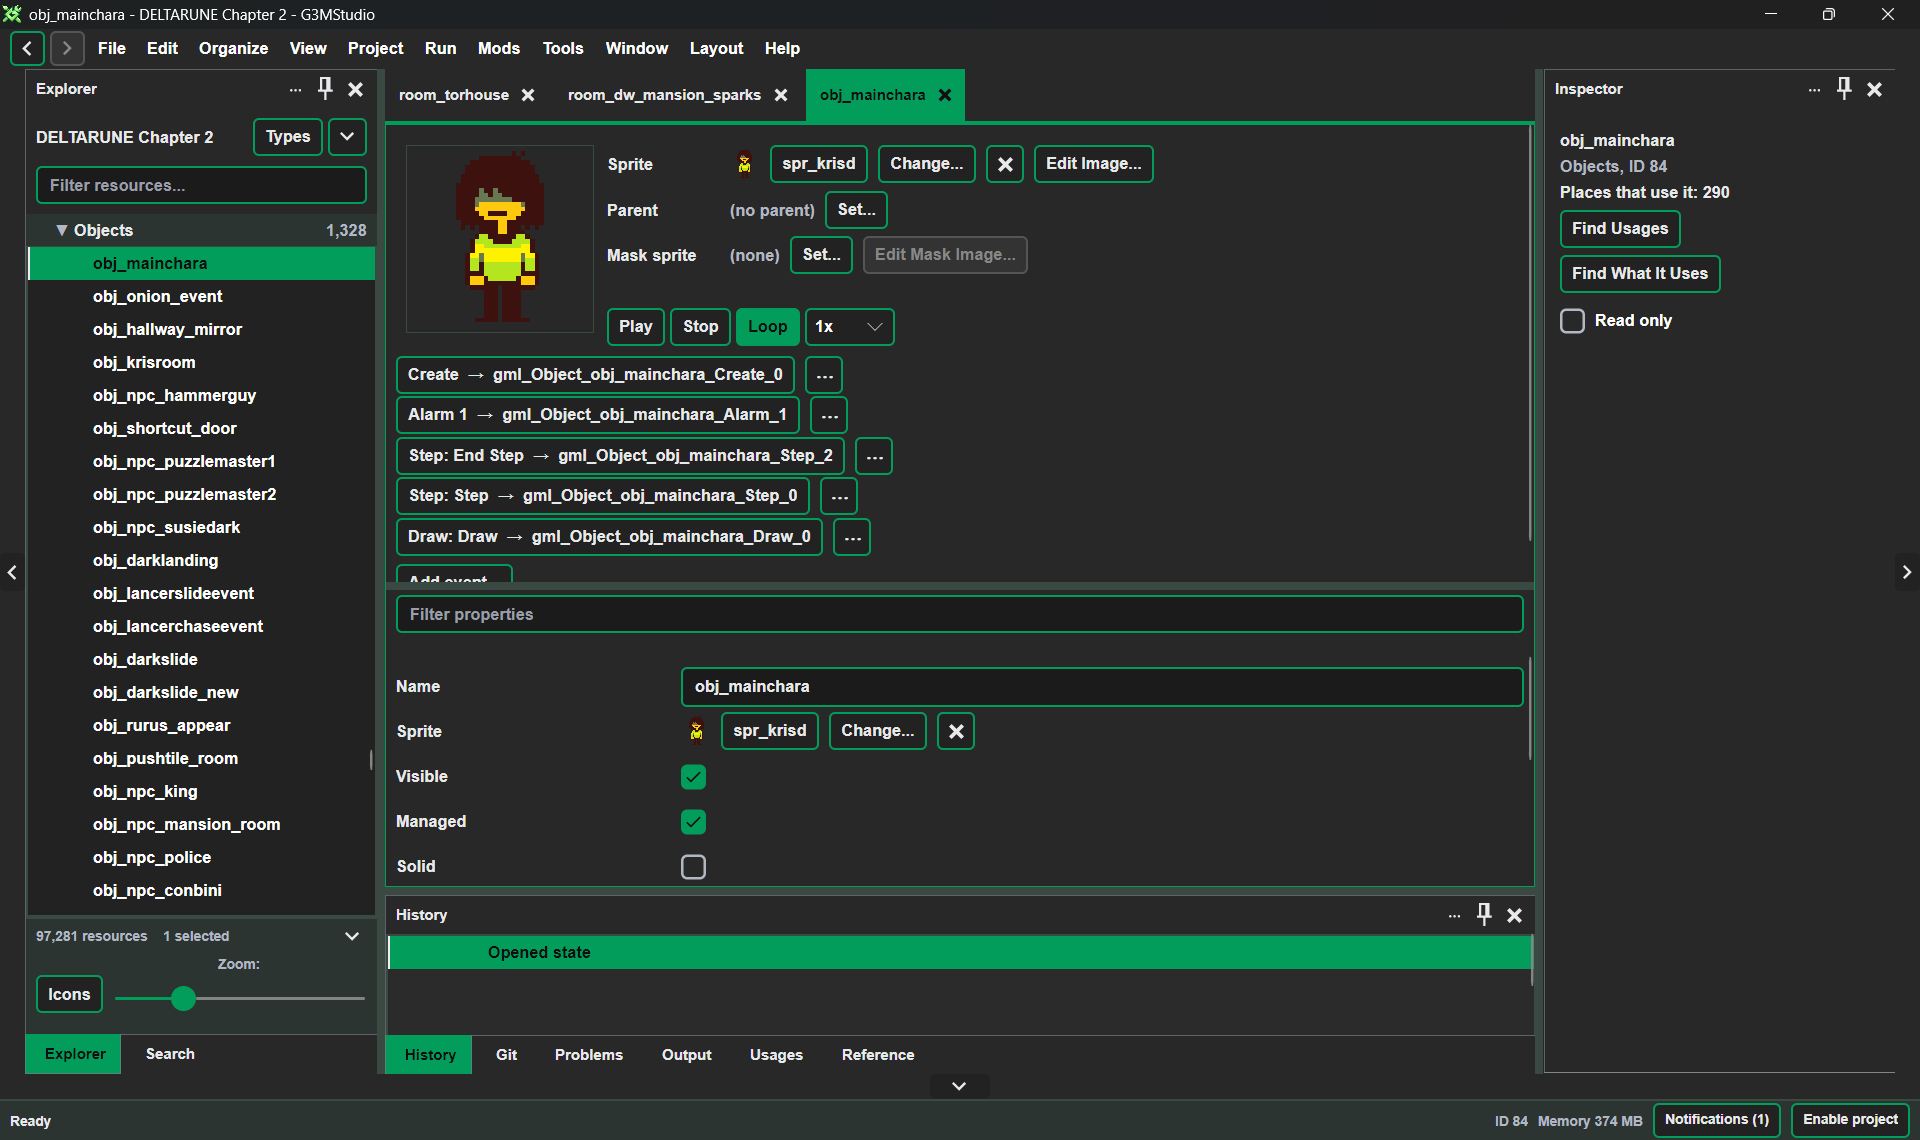 obj_mainchara - DELTARUNE Chapter 2 - G3MStudio
File Edit Organize View Project Run Mods Tools Window Layout Help
Explorer
DELTARUNE Chapter 2 Types
Filter resources...
Objects 1,328
obj_mainchara
obj_onion_event
obj_hallway_mirror
obj_krisroom
obj_npc_hammerguy
obj_shortcut_door
obj_npc_puzzlemaster1
obj_npc_puzzlemaster2
obj_npc_susiedark
obj_darklanding
obj_lancerslideevent
obj_lancerchaseevent
obj_darkslide
obj_darkslide_new
obj_rurus_appear
obj_pushtile_room
obj_npc_king
obj_npc_mansion_room
obj_npc_police
obj_npc_conbini
97,281 resources 1 selected
Zoom:
Icons
Explorer Search
room_torhouse room_dw_mansion_sparks obj_mainchara
Sprite spr_krisd Change... Edit Image...
Parent (no parent) Set...
Mask sprite (none) Set... Edit Mask Image...
Play Stop Loop 1x
Create → gml_Object_obj_mainchara_Create_0 ...
Alarm 1 → gml_Object_obj_mainchara_Alarm_1 ...
Step: End Step → gml_Object_obj_mainchara_Step_2 ...
Step: Step → gml_Object_obj_mainchara_Step_0 ...
Draw: Draw → gml_Object_obj_mainchara_Draw_0 ...
Add event...
Filter properties
Name obj_mainchara
Sprite spr_krisd Change...
Visible
Managed
Solid
History
Opened state
History Git Problems Output Usages Reference
Inspector
obj_mainchara
Objects, ID 84
Places that use it: 290
Find Usages
Find What It Uses
Read only
Ready
ID 84 Memory 374 MB Notifications (1) Enable project